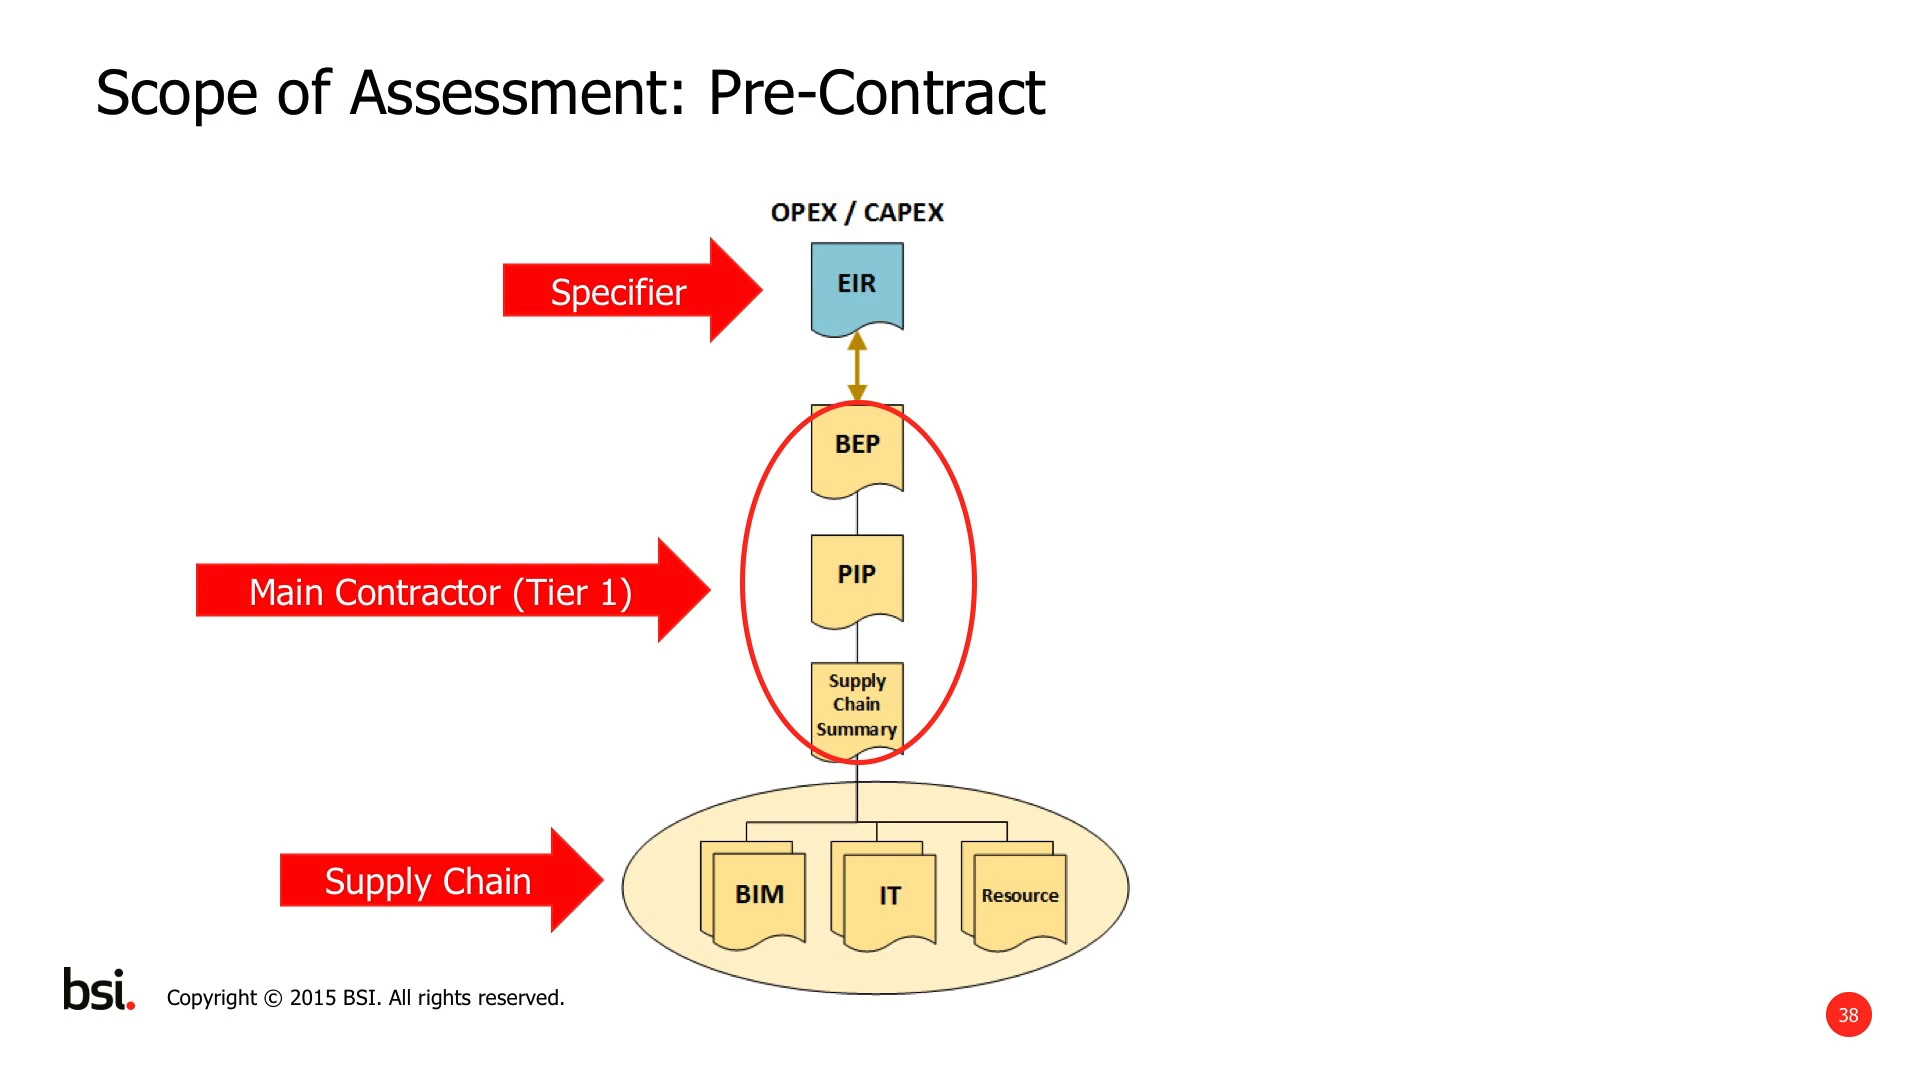 Scope of Assessment: Pre-Contract
OPEX / CAPEX
Specifier
EIR
BEP
Main Contractor (Tier 1)
PIP
Supply
Chain
Summary
Supply Chain
BIM
IT
Resource
bsi.
Copyright © 2015 BSI. All rights reserved.
38